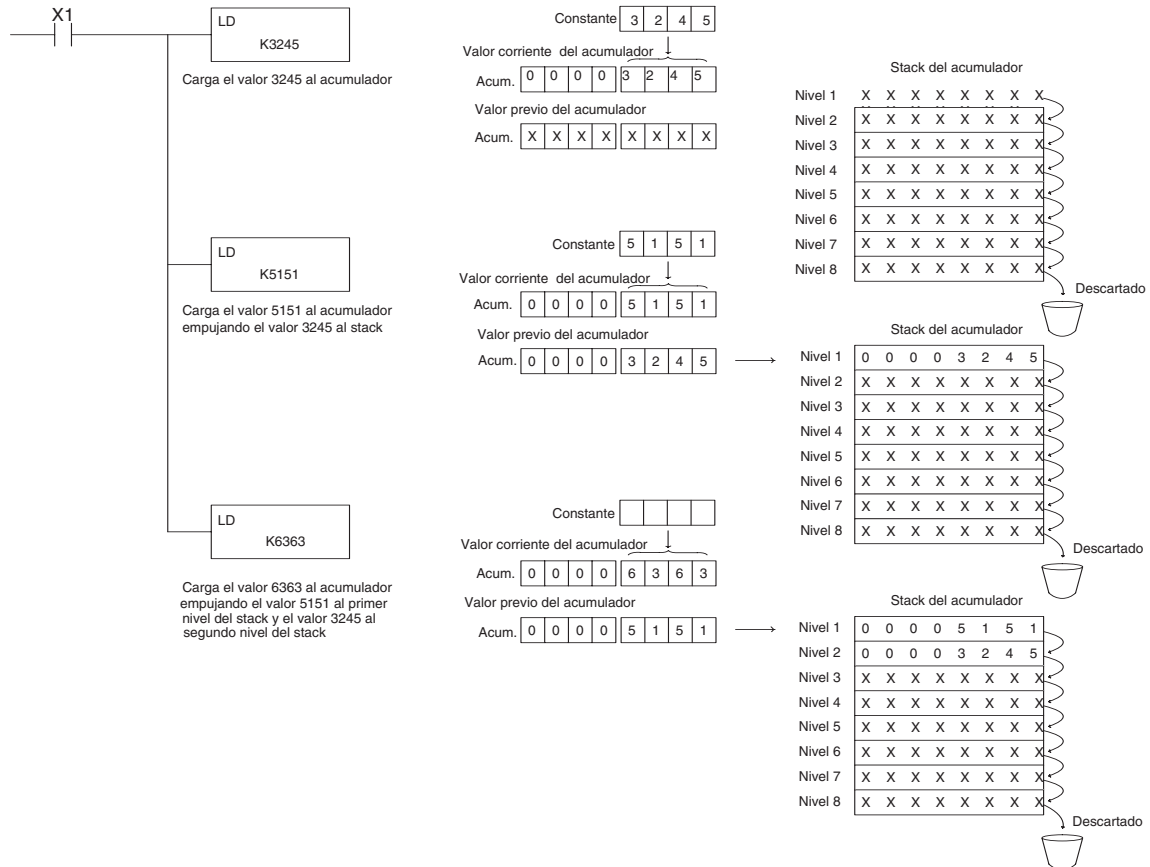 X1
LD
K3245
Carga el valor 3245 al acumulador
Constante 3 2 4 5
Valor corriente del acumulador
Acum. 0 0 0 0 3 2 4 5
Valor previo del acumulador
Acum. X X X X X X X X
Stack del acumulador
Nivel 1 X X X X X X X X
Nivel 2 X X X X X X X X
Nivel 3 X X X X X X X X
Nivel 4 X X X X X X X X
Nivel 5 X X X X X X X X
Nivel 6 X X X X X X X X
Nivel 7 X X X X X X X X
Nivel 8 X X X X X X X X
Descartado
LD
K5151
Carga el valor 5151 al acumulador
empujando el valor 3245 al stack
Constante 5 1 5 1
Valor corriente del acumulador
Acum. 0 0 0 0 5 1 5 1
Valor previo del acumulador
Acum. 0 0 0 0 3 2 4 5
Stack del acumulador
Nivel 1 0 0 0 0 3 2 4 5
Nivel 2 X X X X X X X X
Nivel 3 X X X X X X X X
Nivel 4 X X X X X X X X
Nivel 5 X X X X X X X X
Nivel 6 X X X X X X X X
Nivel 7 X X X X X X X X
Nivel 8 X X X X X X X X
Descartado
LD
K6363
Carga el valor 6363 al acumulador
empujando el valor 5151 al primer
nivel del stack y el valor 3245 al
segundo nivel del stack
Constante
Valor corriente del acumulador
Acum. 0 0 0 0 6 3 6 3
Valor previo del acumulador
Acum. 0 0 0 0 5 1 5 1
Stack del acumulador
Nivel 1 0 0 0 0 5 1 5 1
Nivel 2 0 0 0 0 3 2 4 5
Nivel 3 X X X X X X X X
Nivel 4 X X X X X X X X
Nivel 5 X X X X X X X X
Nivel 6 X X X X X X X X
Nivel 7 X X X X X X X X
Nivel 8 X X X X X X X X
Descartado